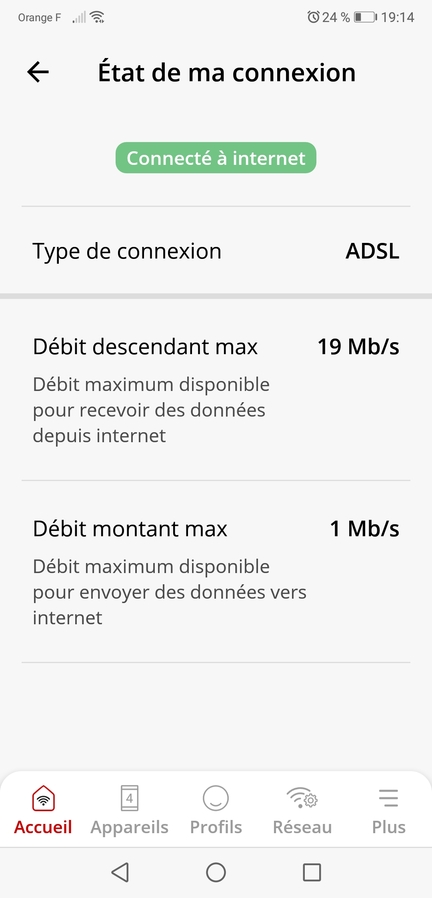 Orange F 24 % 19:14
État de ma connexion
Connecté à internet
Type de connexion ADSL
Débit descendant max 19 Mb/s
Débit maximum disponible
pour recevoir des données
depuis internet
Débit montant max 1 Mb/s
Débit maximum disponible
pour envoyer des données vers
internet
4
Accueil Appareils Profils Réseau Plus